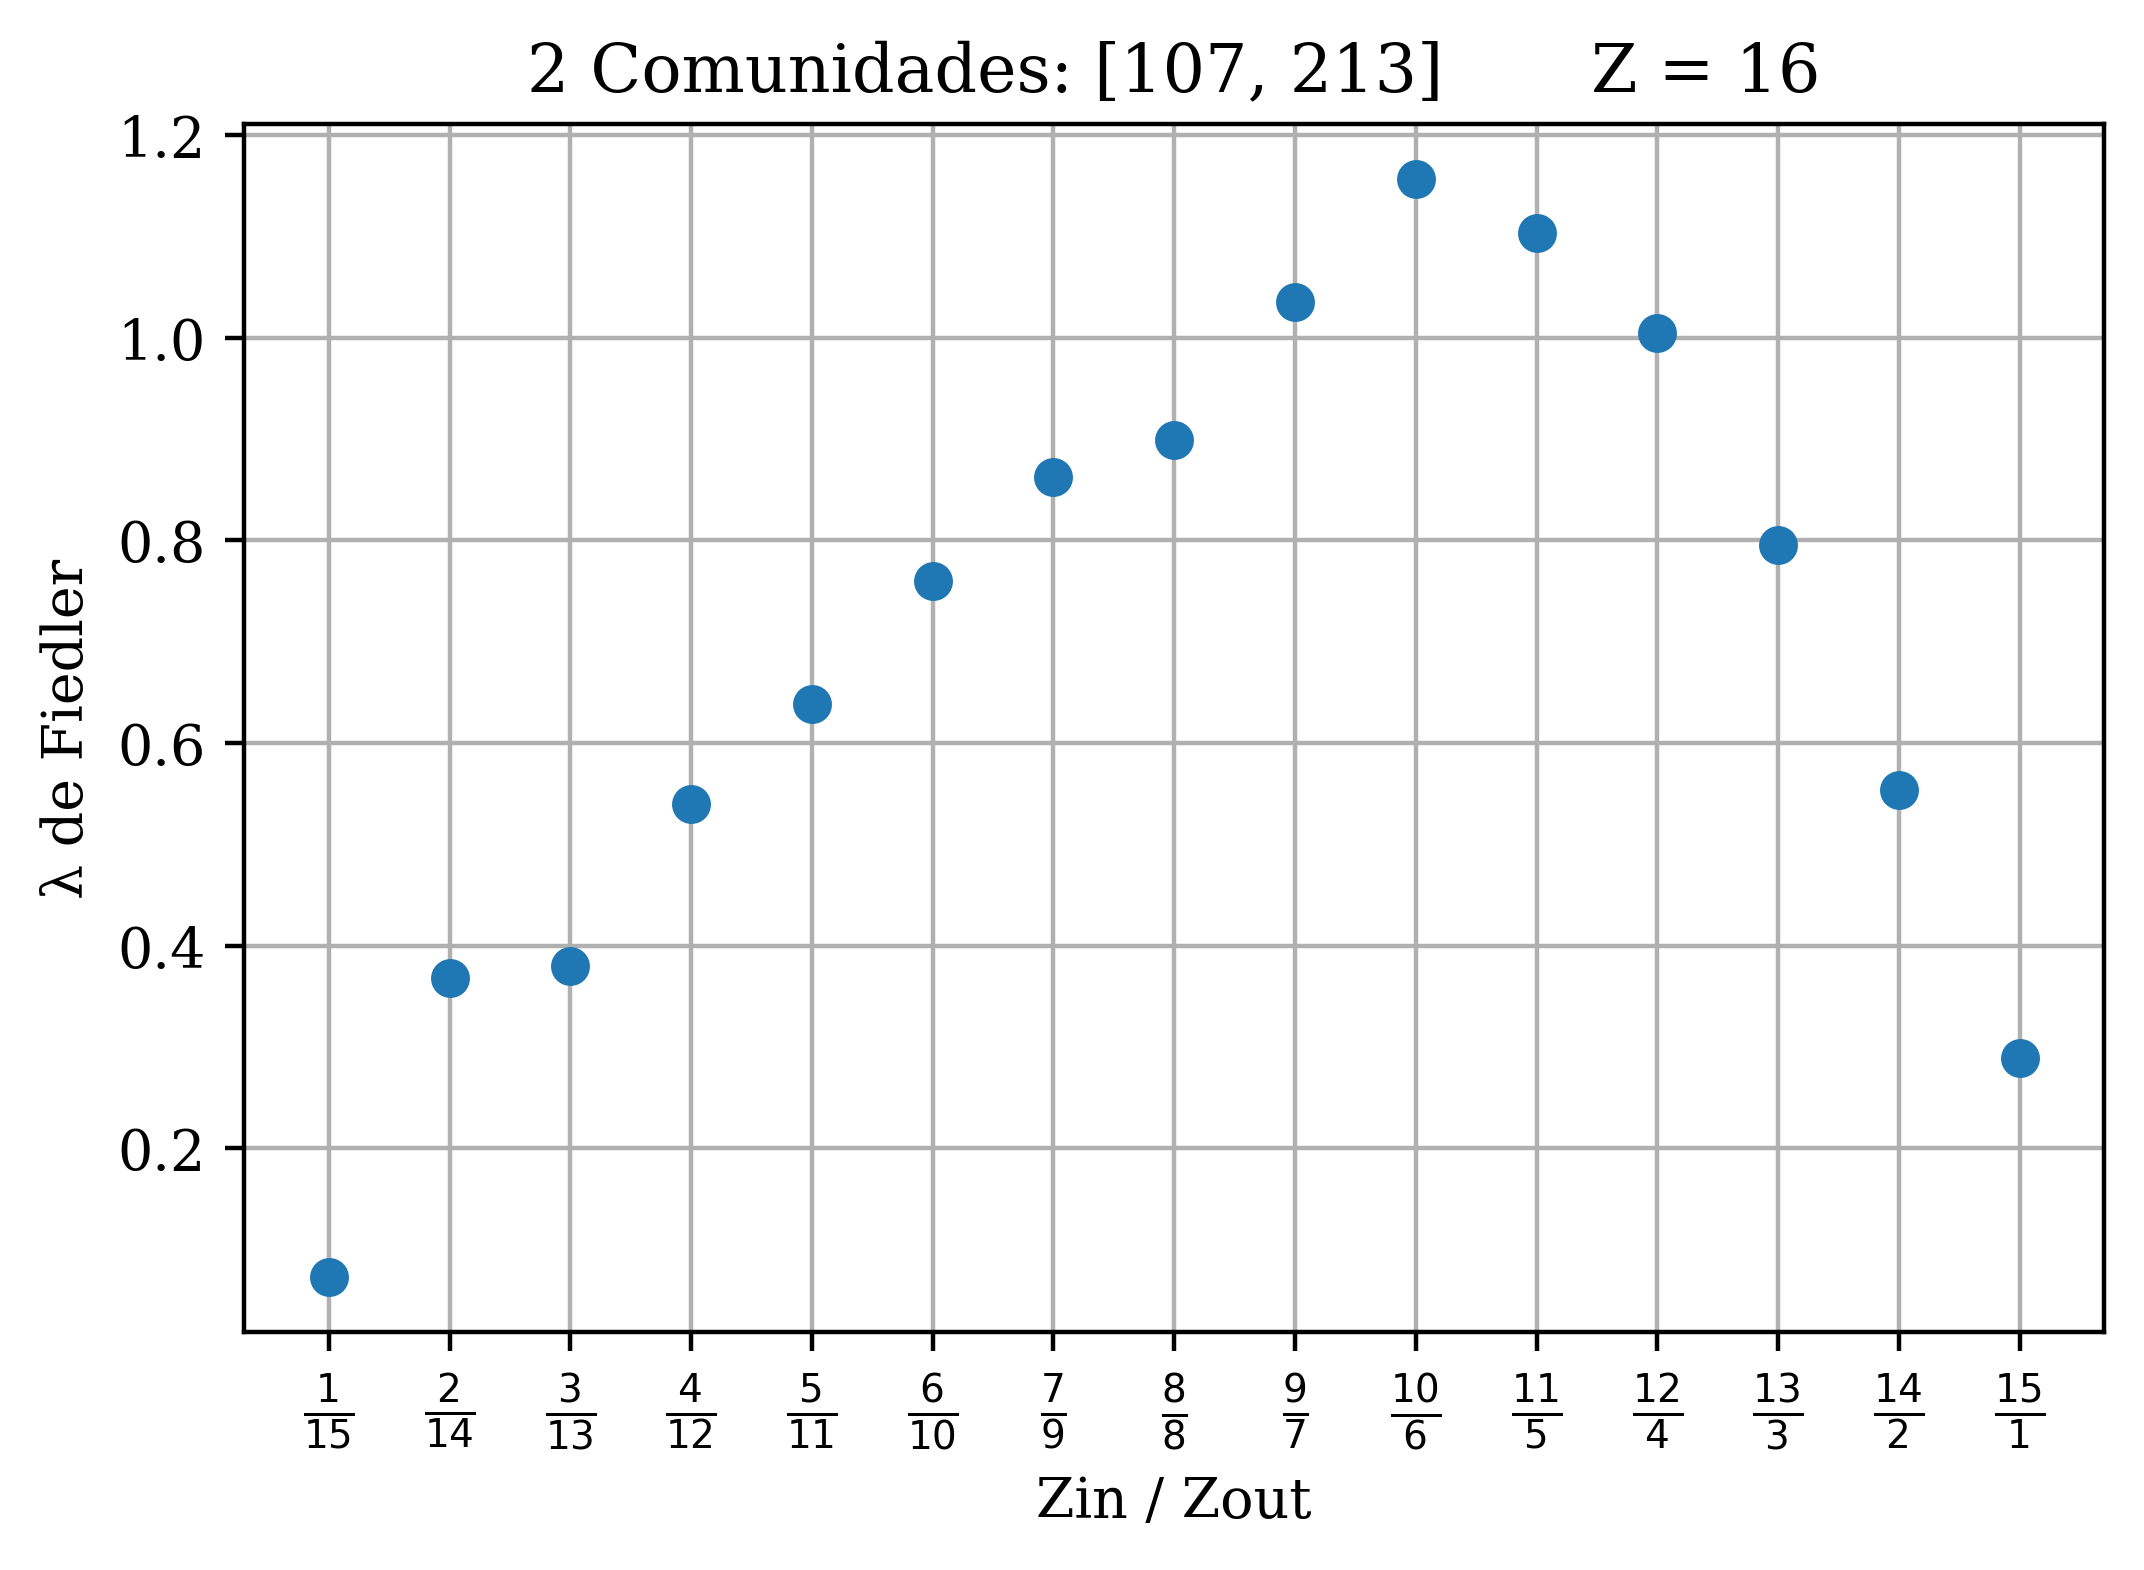 2 Comunidades: [107, 213] Z = 16
λ de Fiedler
1.2
1.0
0.8
0.6
0.4
0.2
1/15 2/14 3/13 4/12 5/11 6/10 7/9 8/8 9/7 10/6 11/5 12/4 13/3 14/2 15/1
Zin / Zout